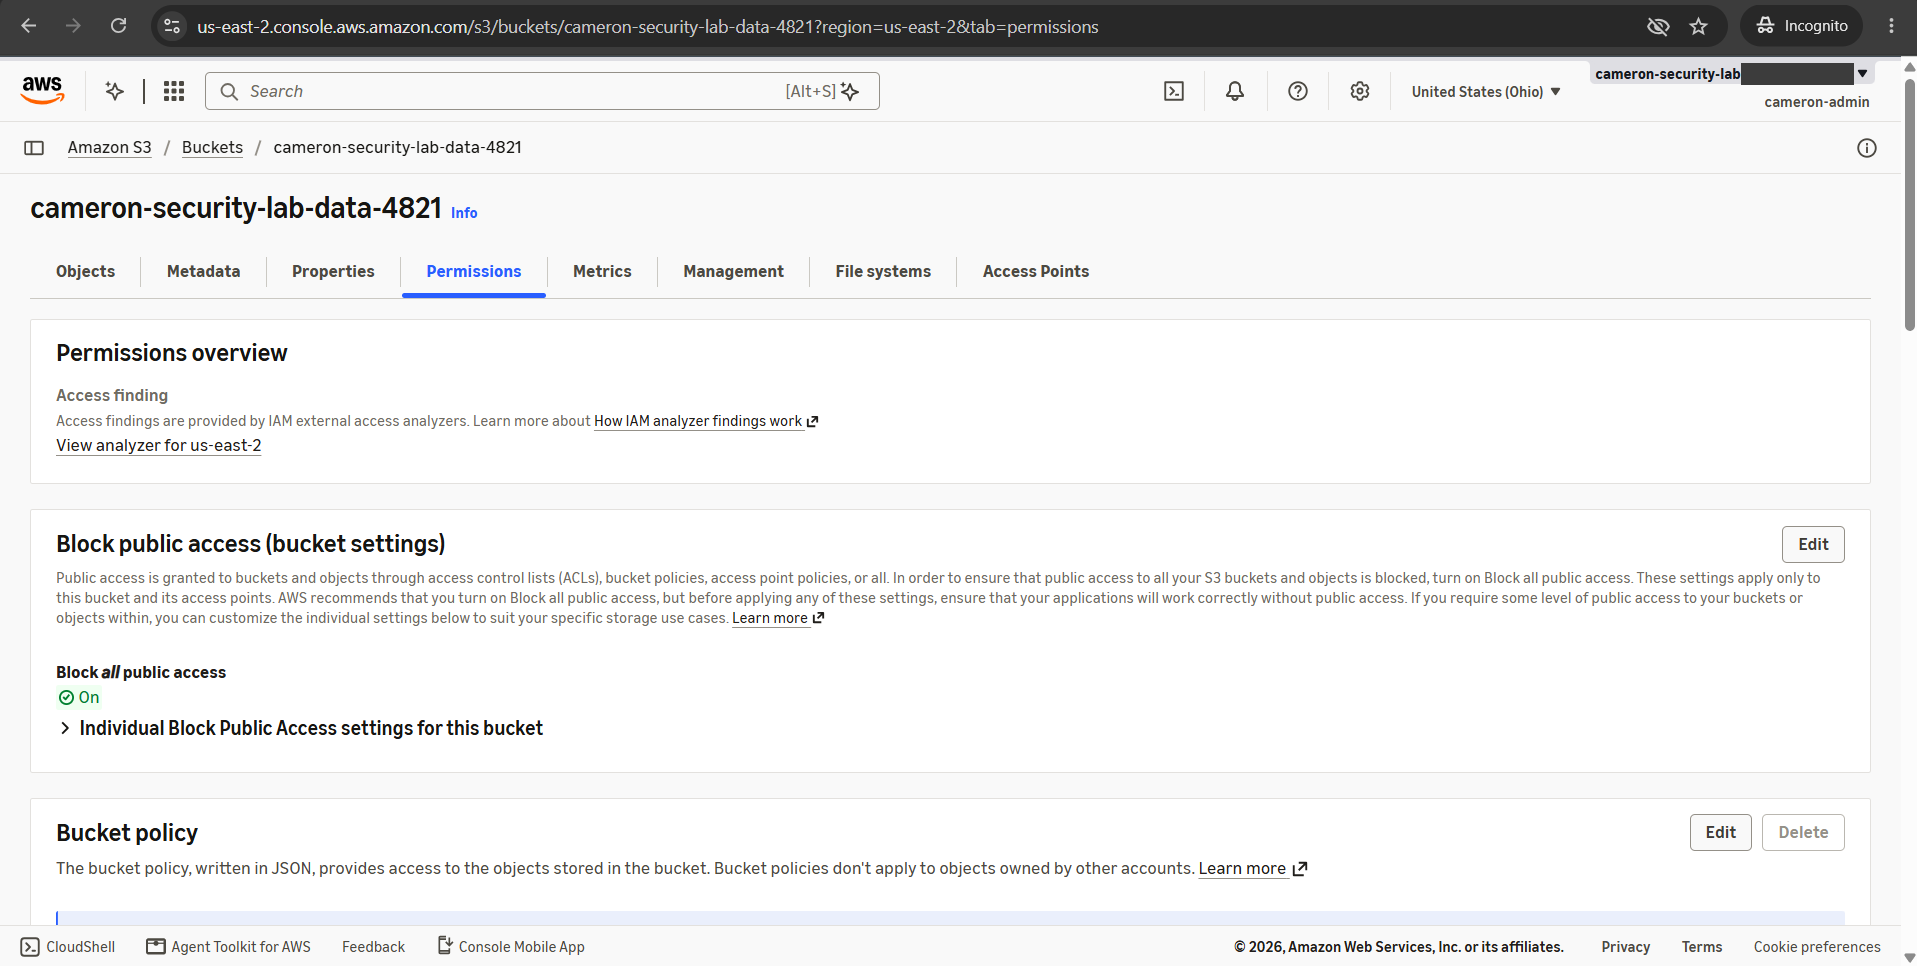 us-east-2.console.aws.amazon.com/s3/buckets/cameron-security-lab-data-4821?region=us-east-2&tab=permissions
Incognito
aws
Search
[Alt+S]
United States (Ohio)
cameron-security-lab
cameron-admin
Amazon S3 / Buckets / cameron-security-lab-data-4821
cameron-security-lab-data-4821 Info
Objects
Metadata
Properties
Permissions
Metrics
Management
File systems
Access Points
Permissions overview
Access finding
Access findings are provided by IAM external access analyzers. Learn more about How IAM analyzer findings work
View analyzer for us-east-2
Block public access (bucket settings)
Edit
Public access is granted to buckets and objects through access control lists (ACLs), bucket policies, access point policies, or all. In order to ensure that public access to all your S3 buckets and objects is blocked, turn on Block all public access. These settings apply only to
this bucket and its access points. AWS recommends that you turn on Block all public access, but before applying any of these settings, ensure that your applications will work correctly without public access. If you require some level of public access to your buckets or
objects within, you can customize the individual settings below to suit your specific storage use cases. Learn more
Block all public access
On
Individual Block Public Access settings for this bucket
Bucket policy
Edit
Delete
The bucket policy, written in JSON, provides access to the objects stored in the bucket. Bucket policies don't apply to objects owned by other accounts. Learn more
CloudShell
Agent Toolkit for AWS
Feedback
Console Mobile App
© 2026, Amazon Web Services, Inc. or its affiliates.
Privacy
Terms
Cookie preferences